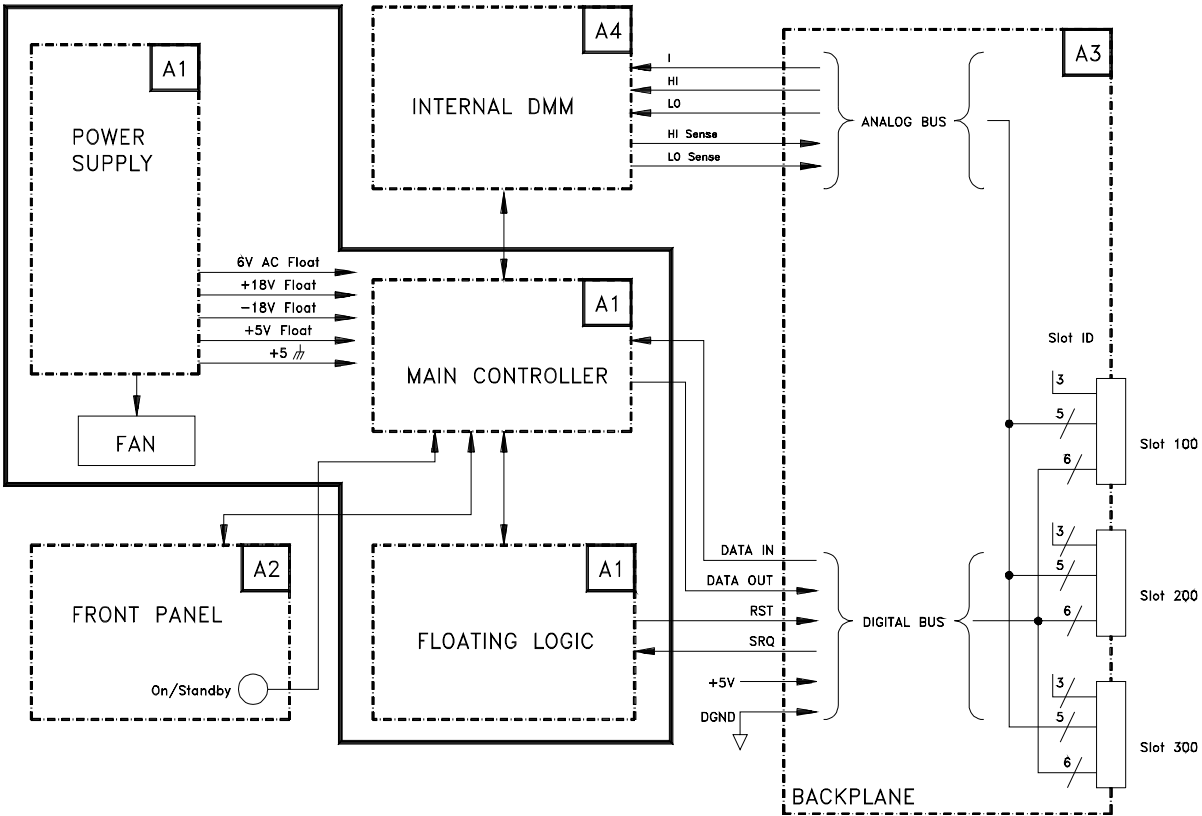 A1
POWER
SUPPLY
A4
INTERNAL DMM
A3
I
HI
LO
HI Sense
LO Sense
ANALOG BUS
6V AC Float
+18V Float
-18V Float
+5V Float
+5
A1
MAIN CONTROLLER
FAN
Slot ID
3
5
6
Slot 100
3
5
6
Slot 200
3
5
6
Slot 300
A2
FRONT PANEL
On/Standby
A1
FLOATING LOGIC
DATA IN
DATA OUT
RST
SRQ
+5V
DGND
DIGITAL BUS
BACKPLANE